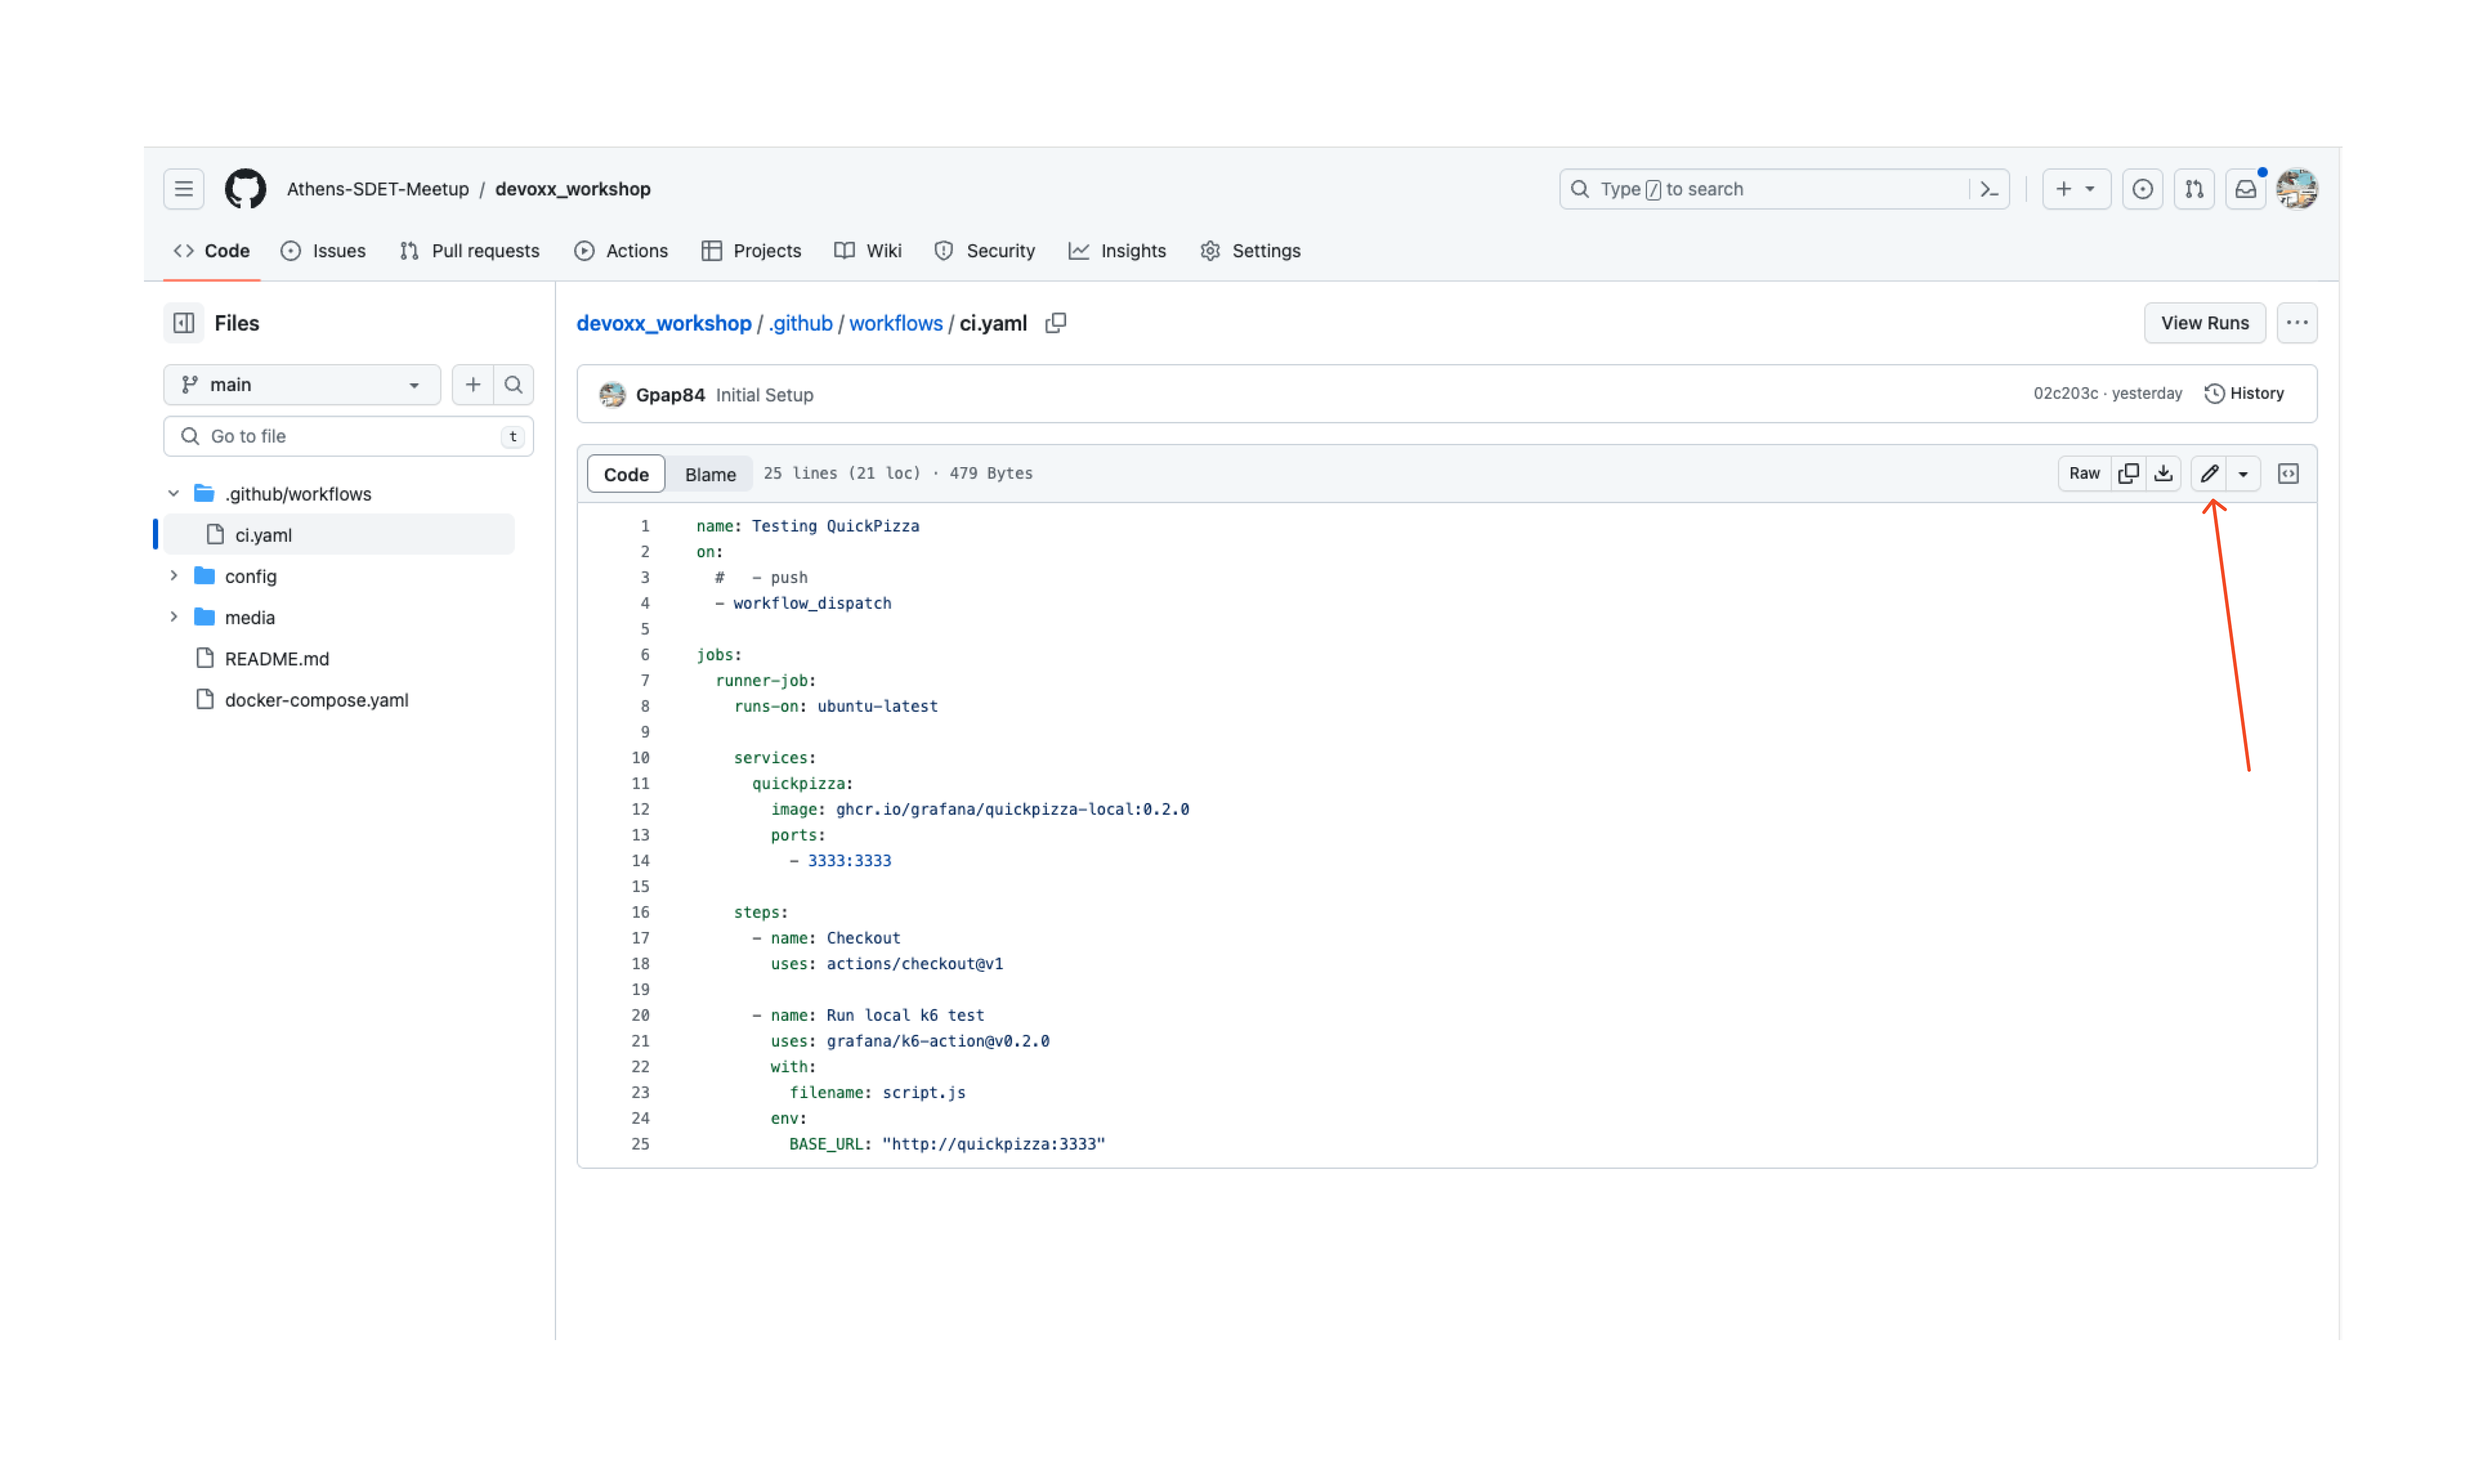 Athens-SDET-Meetup / devoxx_workshop
Type / to search
Code Issues Pull requests Actions Projects Wiki Security Insights Settings
Files
main
Go to file t
.github/workflows
ci.yaml
config
media
README.md
docker-compose.yaml
devoxx_workshop / .github / workflows / ci.yaml
View Runs
Gpap84 Initial Setup
02c203c · yesterday History
Code Blame 25 lines (21 loc) · 479 Bytes
Raw
1 name: Testing QuickPizza
2 on:
3   #   - push
4   - workflow_dispatch
5
6 jobs:
7   runner-job:
8     runs-on: ubuntu-latest
9
10     services:
11       quickpizza:
12         image: ghcr.io/grafana/quickpizza-local:0.2.0
13         ports:
14           - 3333:3333
15
16     steps:
17       - name: Checkout
18         uses: actions/checkout@v1
19
20       - name: Run local k6 test
21         uses: grafana/k6-action@v0.2.0
22         with:
23           filename: script.js
24         env:
25           BASE_URL: "http://quickpizza:3333"